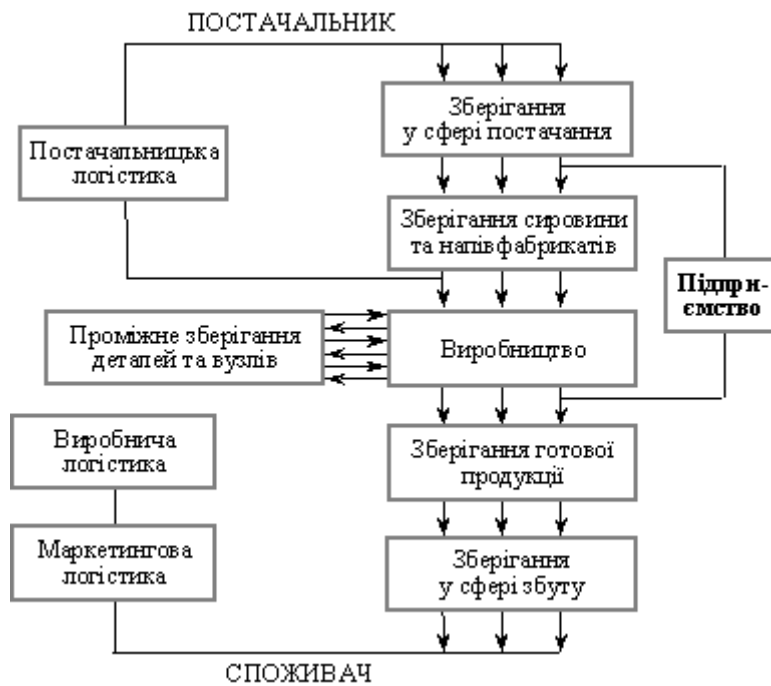 ПОСТАЧАЛЬНИК
Зберігання
у сфері постачання
Постачальницька
логістика
Зберігання сировини
та напівфабрикатів
Підпри-
ємство
Проміжне зберігання
деталей та вузлів
Виробництво
Виробнича
логістика
Зберігання готової
продукції
Маркетингова
логістика
Зберігання
у сфері збуту
СПОЖИВАЧ